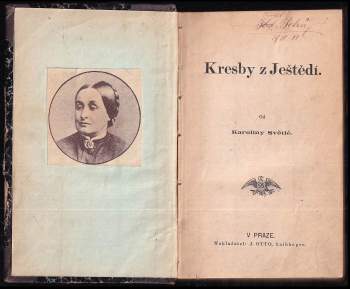 Kresby z Ještědí.
Od
Karoliny Světlé.
V PRAZE.
Nakladatel: J. OTTO, knihkupec.